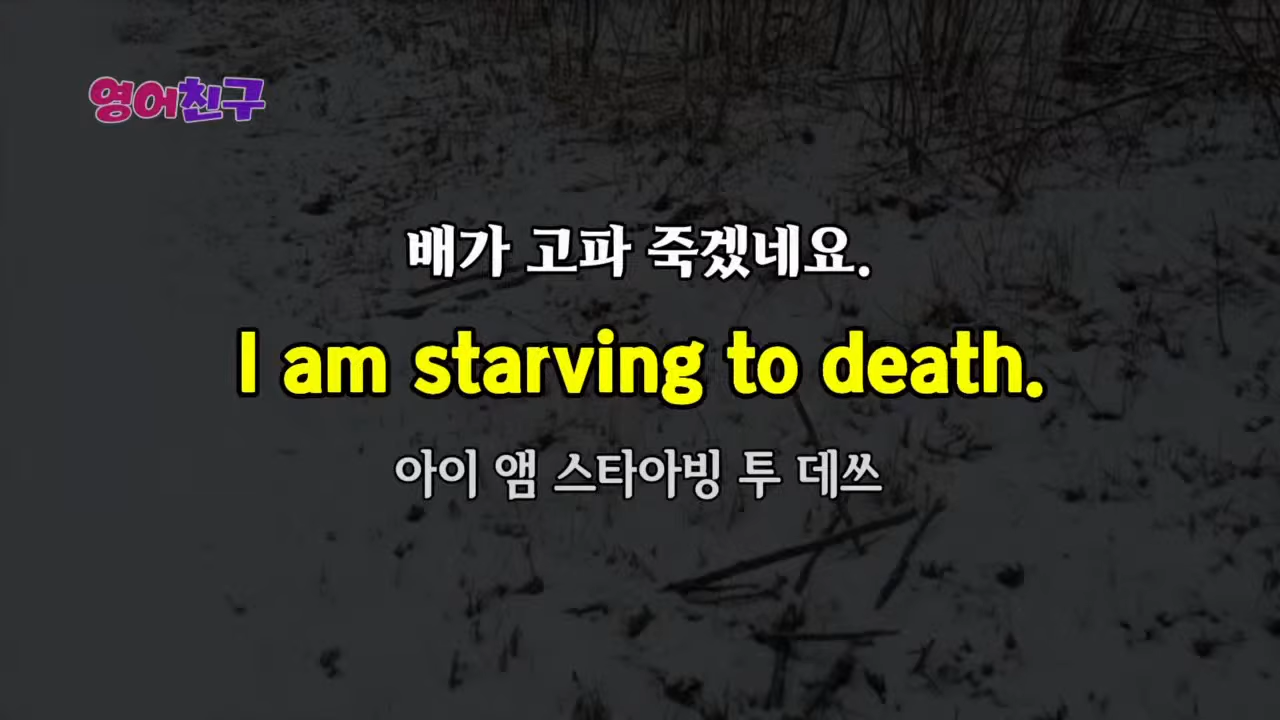 영어친구
배가 고파 죽겠네요.
I am starving to death.
아이 앰 스타아빙 투 데쓰